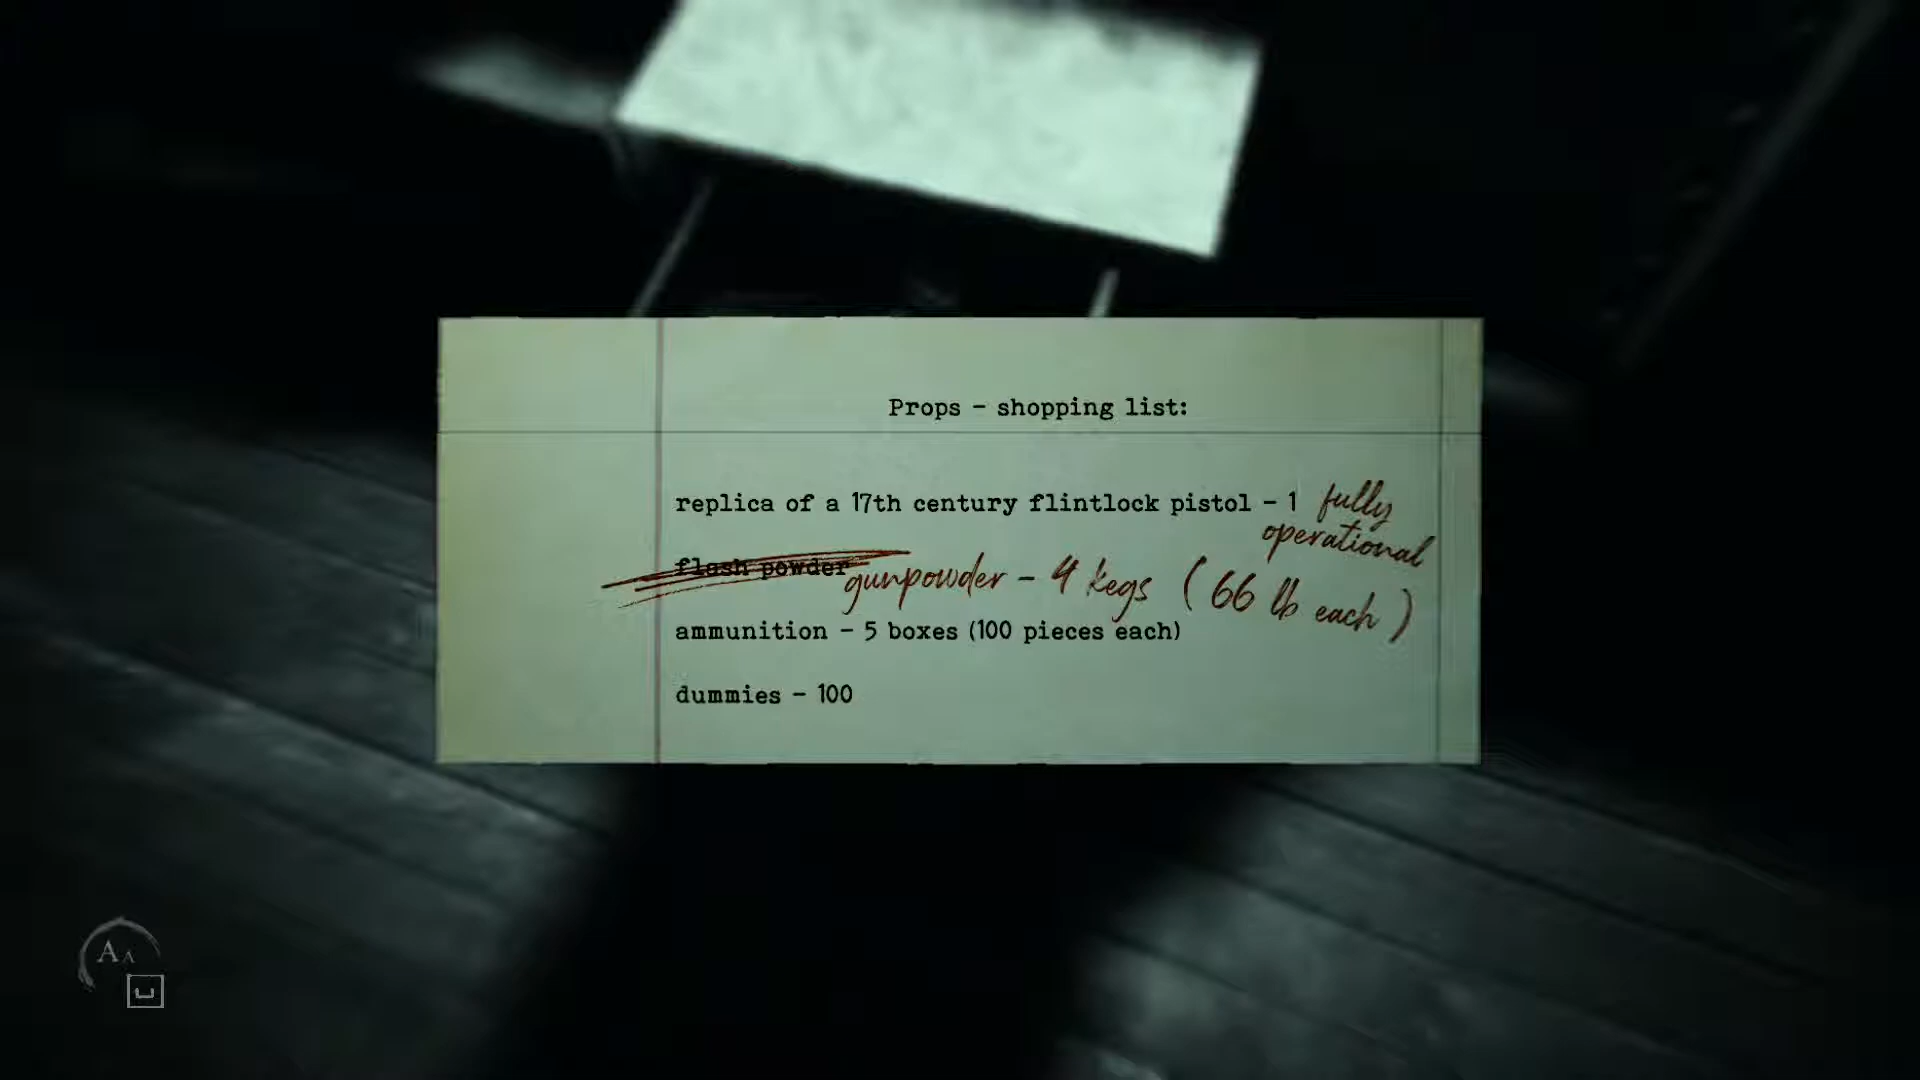 Props - shopping list:
replica of a 17th century flintlock pistol - 1 fully
operational
flash powder gunpowder - 4 kegs (66 lb each)
ammunition - 5 boxes (100 pieces each)
dummies - 100
AA